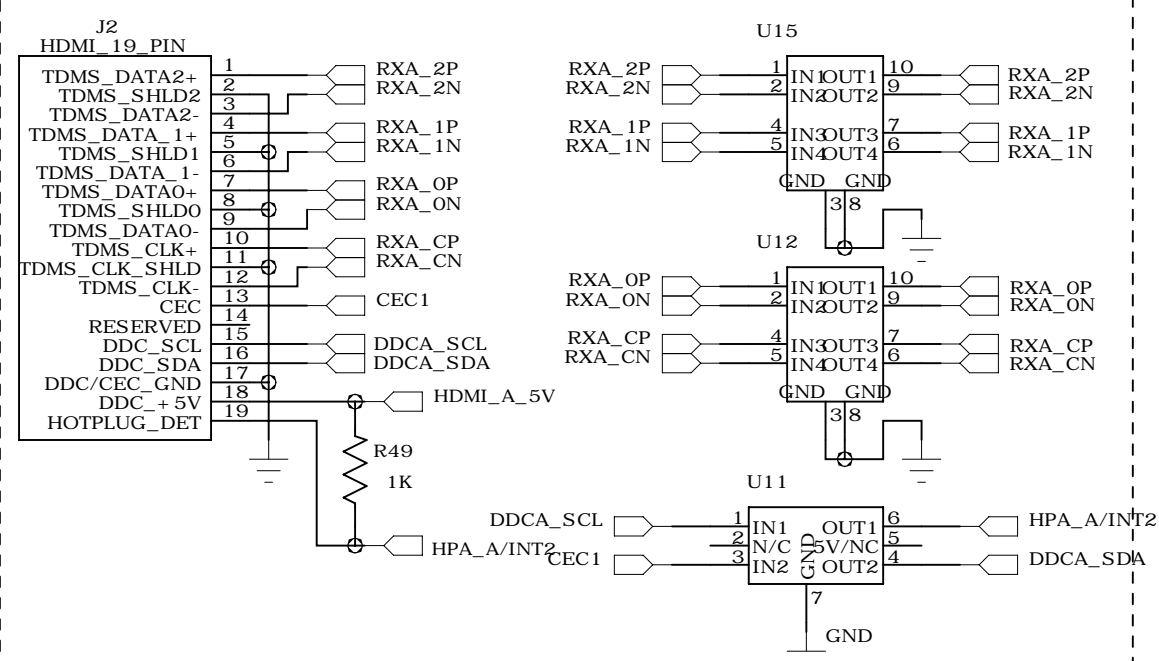 J2
HDMI_19_PIN
TDMS_DATA2+ 1 RXA_2P
TDMS_SHLD2 2 RXA_2N
TDMS_DATA2- 3
TDMS_DATA_1+ 4 RXA_1P
TDMS_SHLD1 5 RXA_1N
TDMS_DATA_1- 6
TDMS_DATA0+ 7 RXA_0P
TDMS_SHLD0 8 RXA_0N
TDMS_DATA0- 9
TDMS_CLK+ 10 RXA_CP
TDMS_CLK_SHLD 11 RXA_CN
TDMS_CLK- 12
CEC 13 CEC1
RESERVED 14
DDC_SCL 15 DDCA_SCL
DDC_SDA 16 DDCA_SDA
DDC/CEC_GND 17
DDC_+5V 18 HDMI_A_5V
HOTPLUG_DET 19
R49
1K
HPA_A/INT2
U15
RXA_2P 1 IN1 OUT1 10 RXA_2P
RXA_2N 2 IN2 OUT2 9 RXA_2N
RXA_1P 4 IN3 OUT3 7 RXA_1P
RXA_1N 5 IN4 OUT4 6 RXA_1N
GND GND
3 8
U12
RXA_0P 1 IN1 OUT1 10 RXA_0P
RXA_0N 2 IN2 OUT2 9 RXA_0N
RXA_CP 4 IN3 OUT3 7 RXA_CP
RXA_CN 5 IN4 OUT4 6 RXA_CN
GND GND
3 8
U11
DDCA_SCL 1 IN1 OUT1 6 HPA_A/INT2
2 N/C 5V/NC 5
CEC1 3 IN2 OUT2 4 DDCA_SDA
GND
7
GND